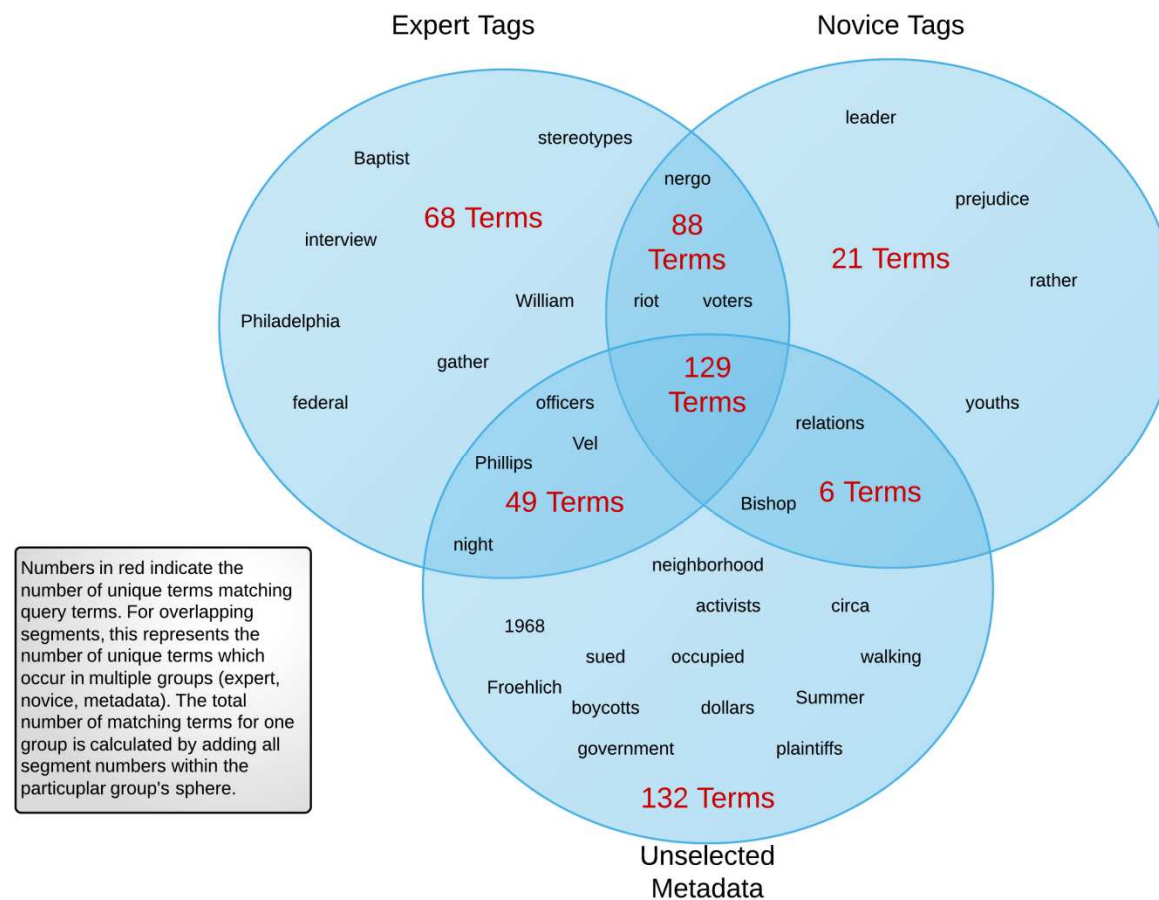 Expert Tags
Novice Tags
leader
stereotypes
Baptist
nergo
prejudice
68 Terms
88
Terms
interview
21 Terms
rather
William
riot
voters
Philadelphia
gather
129
Terms
federal
officers
youths
relations
Vel
Phillips
49 Terms
6 Terms
Bishop
night
neighborhood
activists
circa
1968
sued
occupied
walking
Froehlich
boycotts
dollars
Summer
government
plaintiffs
132 Terms
Unselected
Metadata
Numbers in red indicate the
number of unique terms matching
query terms. For overlapping
segments, this represents the
number of unique terms which
occur in multiple groups (expert,
novice, metadata). The total
number of matching terms for one
group is calculated by adding all
segment numbers within the
particuplar group's sphere.